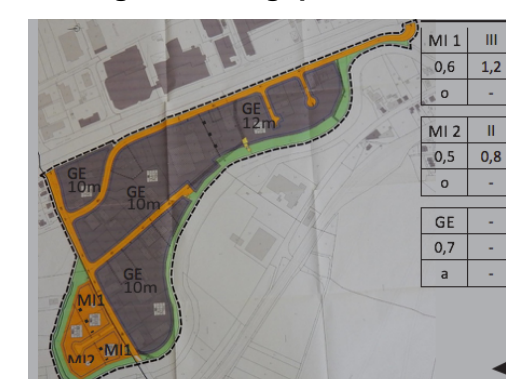 MI 1 III
0,6 1,2
o -
MI 2 II
0,5 0,8
o -
GE -
0,7 -
a -
GE
12m
GE
10m
GE
10m
GE
10m
MI1
MI1
MI2